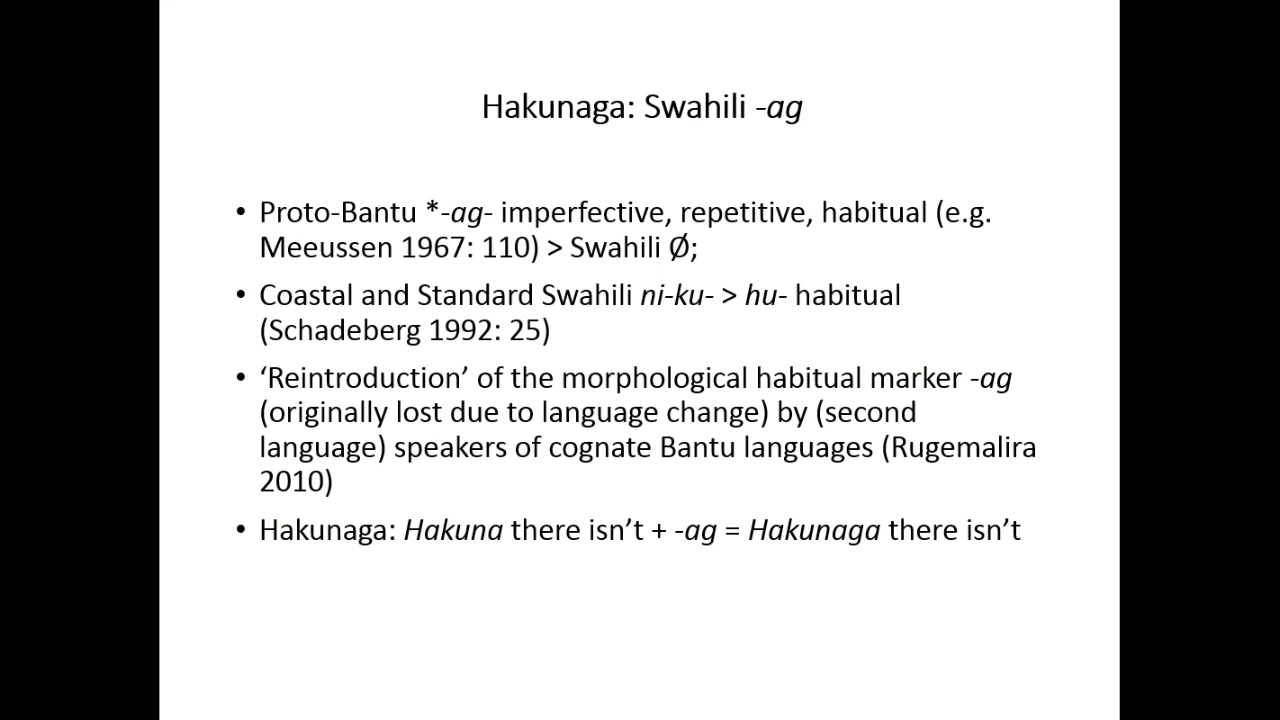 Hakunaga: Swahili -ag
• Proto-Bantu *-ag- imperfective, repetitive, habitual (e.g.
Meeussen 1967: 110) > Swahili Ø;
• Coastal and Standard Swahili ni-ku- > hu- habitual
(Schadeberg 1992: 25)
• ‘Reintroduction’ of the morphological habitual marker -ag
(originally lost due to language change) by (second
language) speakers of cognate Bantu languages (Rugemalira
2010)
• Hakunaga: Hakuna there isn’t + -ag = Hakunaga there isn’t